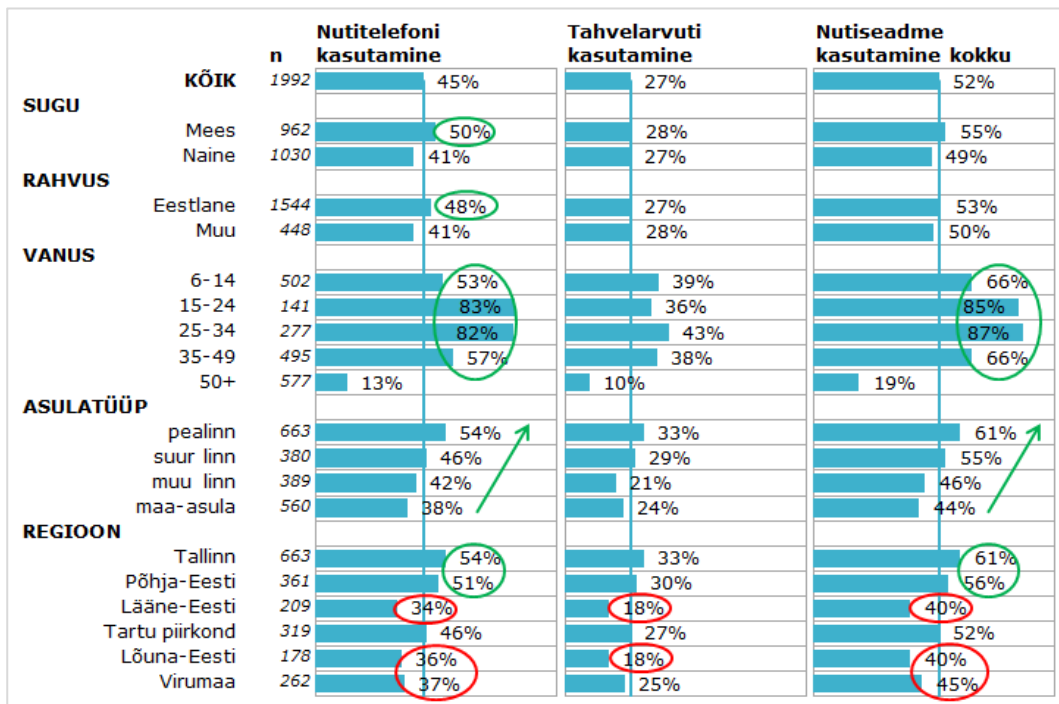 Nutitelefoni Tahvelarvuti Nutiseadme
n kasutamine kasutamine kasutamine kokku
KÕIK 1992 45% 27% 52%
SUGU
Mees 962 50% 28% 55%
Naine 1030 41% 27% 49%
RAHVUS
Eestlane 1544 48% 27% 53%
Muu 448 41% 28% 50%
VANUS
6-14 502 53% 39% 66%
15-24 141 83% 36% 85%
25-34 277 82% 43% 87%
35-49 495 57% 38% 66%
50+ 577 13% 10% 19%
ASULATÜÜP
pealinn 663 54% 33% 61%
suur linn 380 46% 29% 55%
muu linn 389 42% 21% 46%
maa-asula 560 38% 24% 44%
REGIOON
Tallinn 663 54% 33% 61%
Põhja-Eesti 361 51% 30% 56%
Lääne-Eesti 209 34% 18% 40%
Tartu piirkond 319 46% 27% 52%
Lõuna-Eesti 178 36% 18% 40%
Virumaa 262 37% 25% 45%